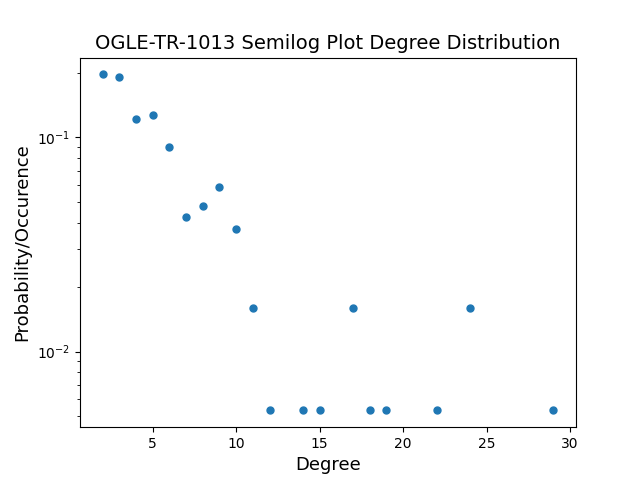 OGLE-TR-1013 Semilog Plot Degree Distribution
Probability/Occurence
10⁻¹
10⁻²
5 10 15 20 25 30
Degree